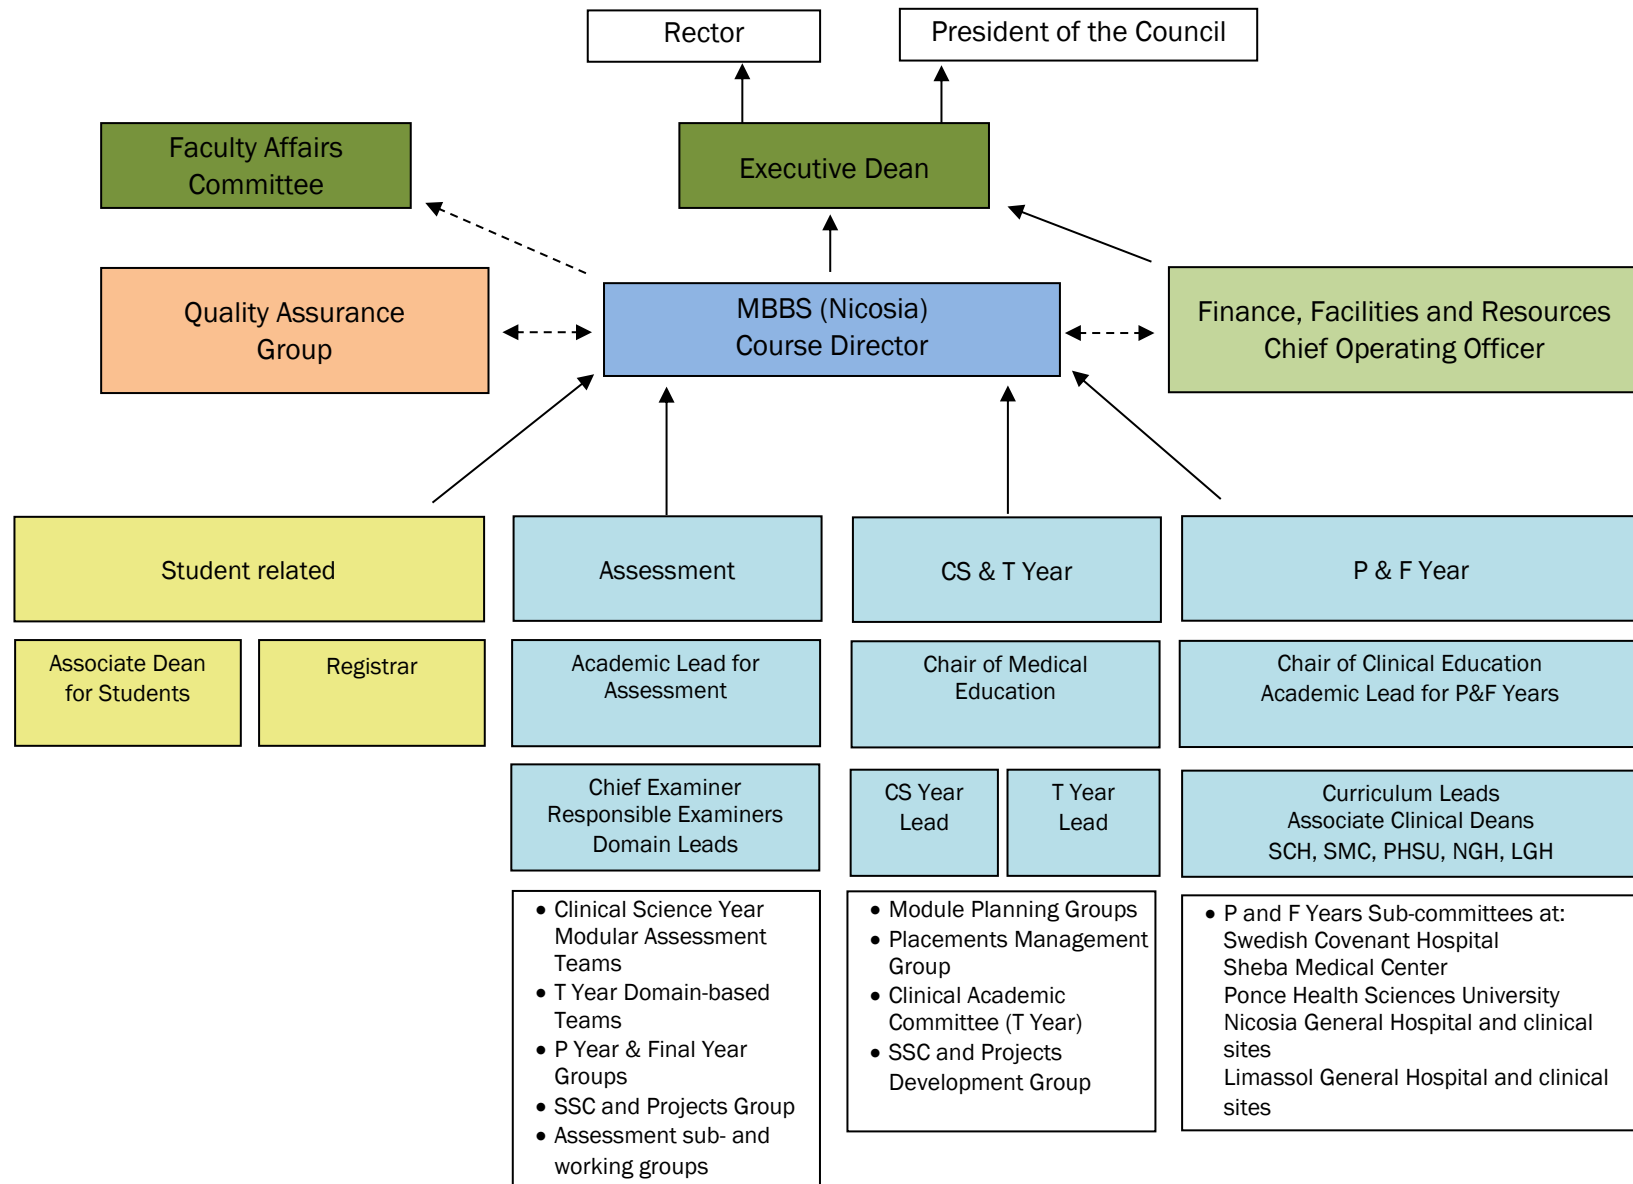 Rector
President of the Council
Faculty Affairs
Committee
Executive Dean
Quality Assurance
Group
MBBS (Nicosia)
Course Director
Finance, Facilities and Resources
Chief Operating Officer
Student related
Assessment
CS & T Year
P & F Year
Associate Dean
for Students
Registrar
Academic Lead for
Assessment
Chair of Medical
Education
Chair of Clinical Education
Academic Lead for P&F Years
Chief Examiner
Responsible Examiners
Domain Leads
CS Year
Lead
T Year
Lead
Curriculum Leads
Associate Clinical Deans
SCH, SMC, PHSU, NGH, LGH
• Clinical Science Year
Modular Assessment
Teams
• T Year Domain-based
Teams
• P Year & Final Year
Groups
• SSC and Projects Group
• Assessment sub- and
working groups
• Module Planning Groups
• Placements Management
Group
• Clinical Academic
Committee (T Year)
• SSC and Projects
Development Group
• P and F Years Sub-committees at:
Swedish Covenant Hospital
Sheba Medical Center
Ponce Health Sciences University
Nicosia General Hospital and clinical
sites
Limassol General Hospital and clinical
sites